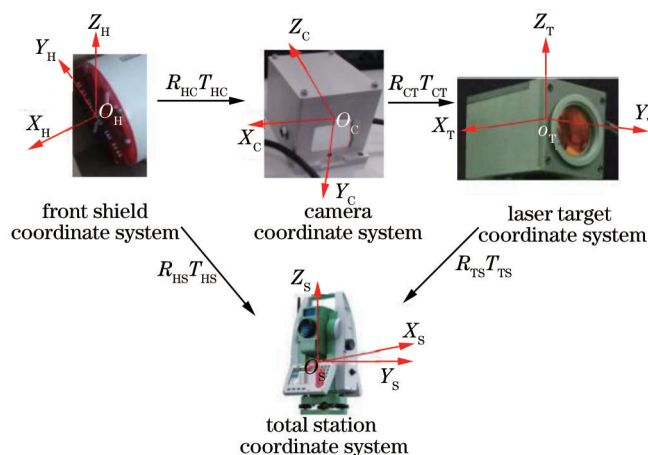 Z_H
Y_H
X_H
O_H
R_HC T_HC
Z_C
X_C
O_C
Y_C
R_CT T_CT
Z_T
X_T
O_T
front shield
coordinate system
camera
coordinate system
laser target
coordinate system
R_HS T_HS
R_TS T_TS
Z_S
X_S
O_S
Y_S
total station
coordinate system